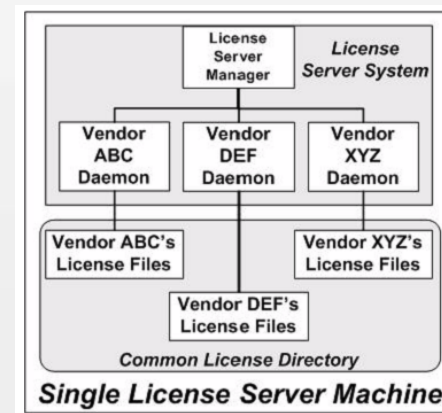 License
Server
Manager
License
Server System
Vendor
ABC
Daemon
Vendor
DEF
Daemon
Vendor
XYZ
Daemon
Vendor ABC's
License Files
Vendor XYZ's
License Files
Vendor DEF's
License Files
Common License Directory
Single License Server Machine